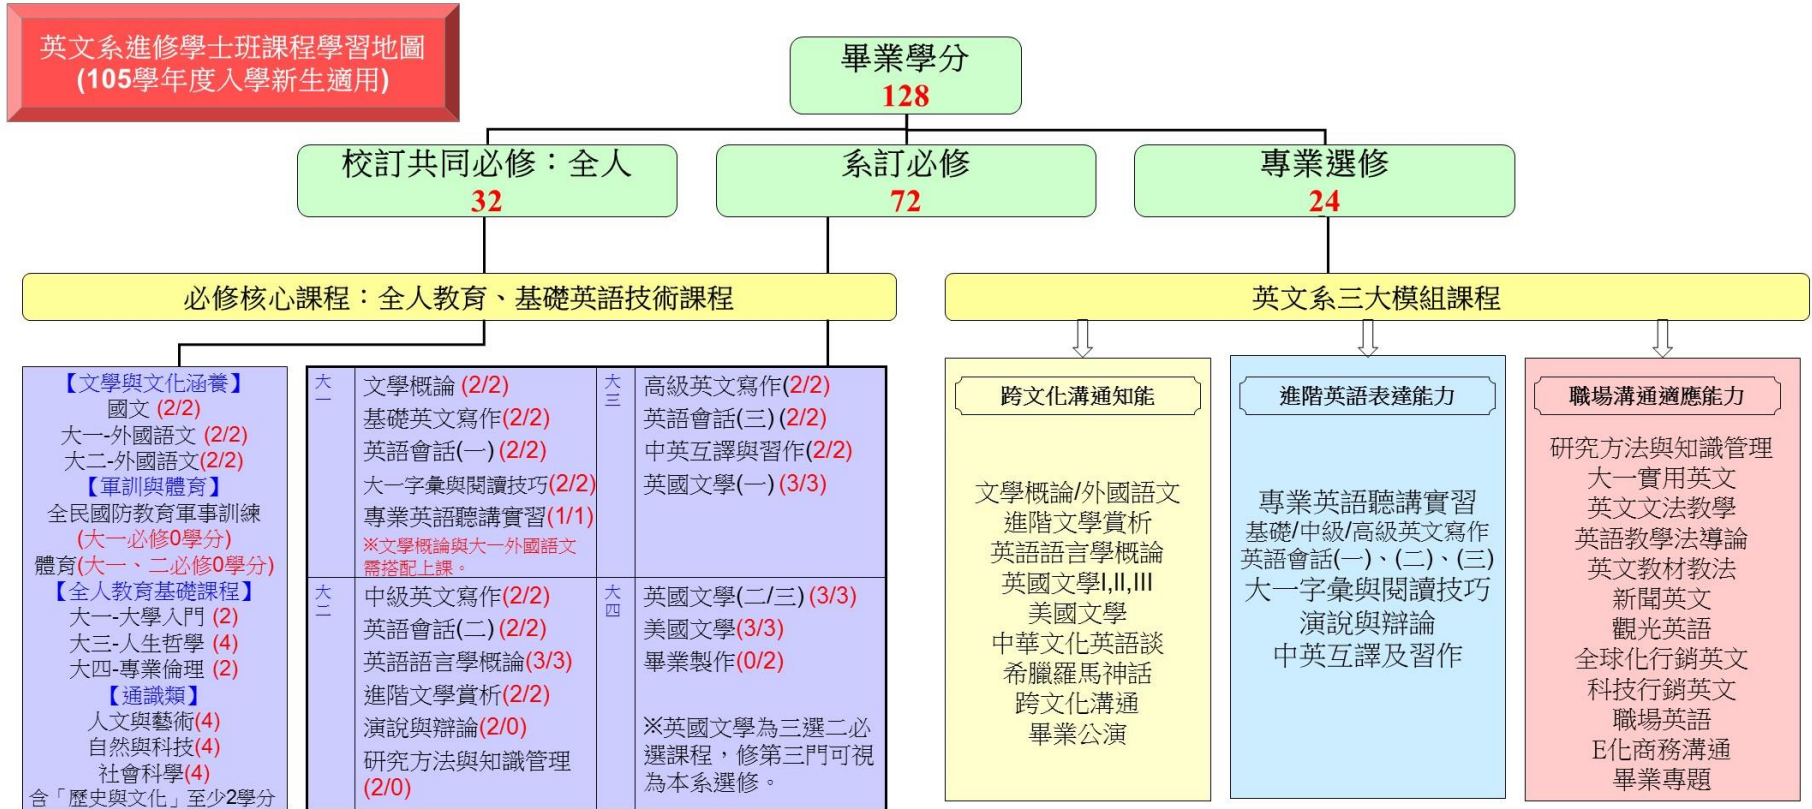 英文系進修學士班課程學習地圖
(105學年度入學新生適用)
畢業學分
128
校訂共同必修：全人
32
系訂必修
72
專業選修
24
必修核心課程：全人教育、基礎英語技術課程
英文系三大模組課程
【文學與文化涵養】
國文 (2/2)
大一-外國語文 (2/2)
大二-外國語文(2/2)
【軍訓與體育】
全民國防教育軍事訓練
(大一必修0學分)
體育(大一、二必修0學分)
【全人教育基礎課程】
大一-大學入門 (2)
大三-人生哲學 (4)
大四-專業倫理 (2)
【通識類】
人文與藝術(4)
自然與科技(4)
社會科學(4)
含「歷史與文化」至少2學分
大一
文學概論 (2/2)
基礎英文寫作(2/2)
英語會話(一) (2/2)
大一字彙與閱讀技巧(2/2)
專業英語聽講實習(1/1)
※文學概論與大一外國語文
需搭配上課。
大二
中級英文寫作(2/2)
英語會話(二) (2/2)
英語語言學概論(3/3)
進階文學賞析(2/2)
演說與辯論(2/0)
研究方法與知識管理
(2/0)
大三
高級英文寫作(2/2)
英語會話(三) (2/2)
中英互譯與習作(2/2)
英國文學(一) (3/3)
大四
英國文學(二/三) (3/3)
美國文學(3/3)
畢業製作(0/2)
※英國文學為三選二必
選課程，修第三門可視
為本系選修。
跨文化溝通知能
文學概論/外國語文
進階文學賞析
英語語言學概論
英國文學I,II,III
美國文學
中華文化英語談
希臘羅馬神話
跨文化溝通
畢業公演
進階英語表達能力
專業英語聽講實習
基礎/中級/高級英文寫作
英語會話(一)、(二)、(三)
大一字彙與閱讀技巧
演說與辯論
中英互譯及習作
職場溝通適應能力
研究方法與知識管理
大一實用英文
英文文法教學
英語教學法導論
英文教材教法
新聞英文
觀光英語
全球化行銷英文
科技行銷英文
職場英語
E化商務溝通
畢業專題